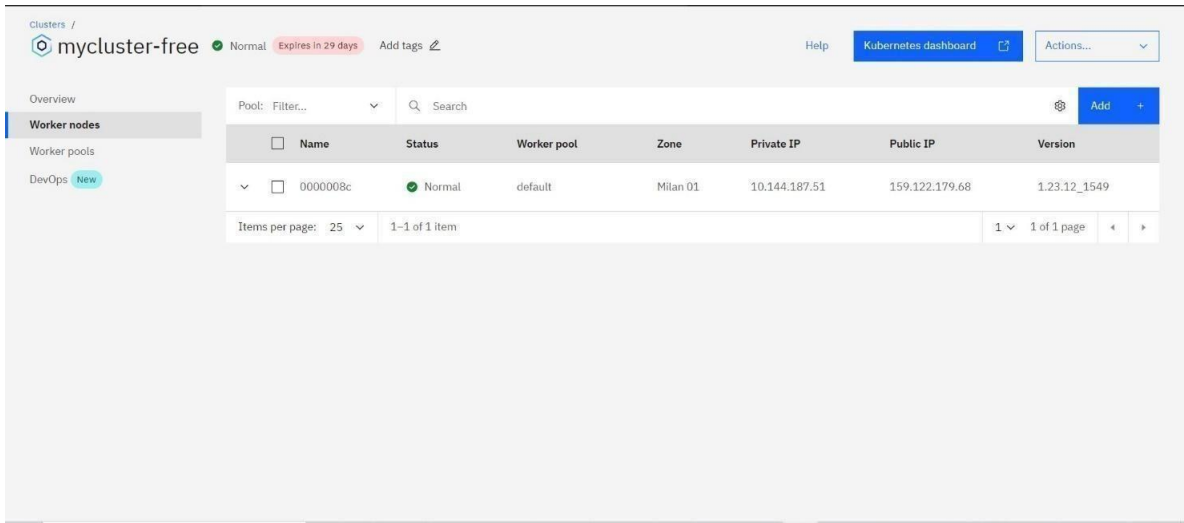 Clusters /
mycluster-free Normal Expires in 29 days Add tags Help Kubernetes dashboard Actions...
Overview
Worker nodes
Worker pools
DevOps New
Pool: Filter... Search Add +
Name Status Worker pool Zone Private IP Public IP Version
0000008c Normal default Milan 01 10.144.187.51 159.122.179.68 1.23.12_1549
Items per page: 25 1–1 of 1 item 1 1 of 1 page